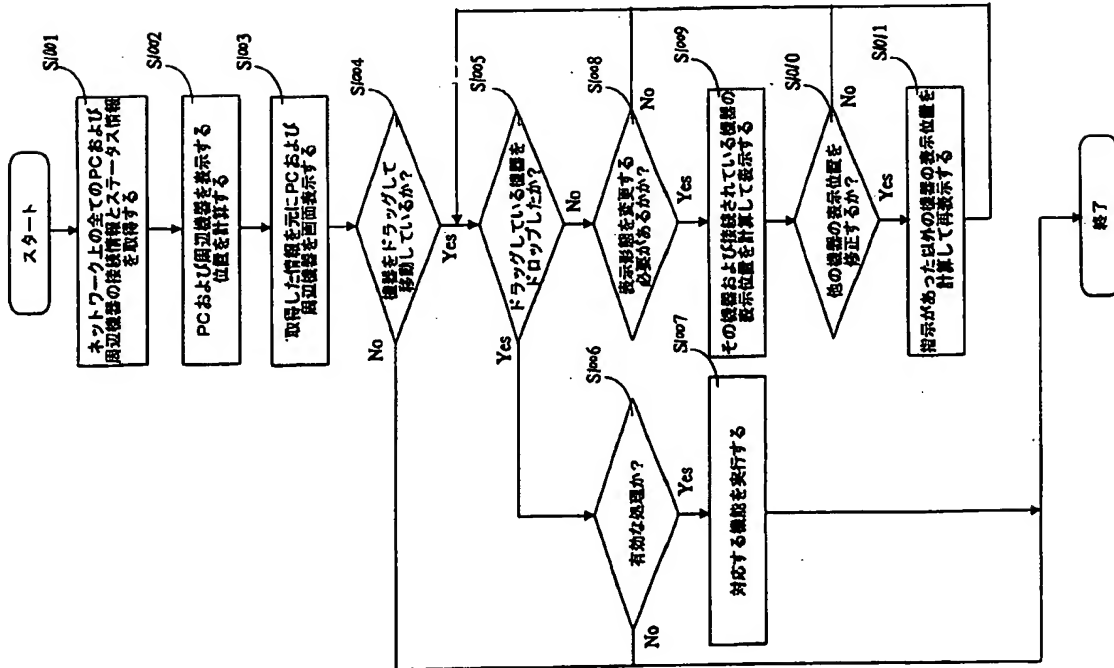 スタート
S1001
ネットワーク上の全てのPCおよび
周辺機器の接続情報とステータス情報
を取得する
S1002
PCおよび周辺機器を表示する
位置を計算する
S1003
取得した情報を元にPCおよび
周辺機器を画面表示する
S1004
機器をドラッグして
移動しているか?
No
Yes
S1005
ドラッグしている機器を
ドロップしたか?
Yes
No
S1006
有効な処理か?
No
Yes
S1007
対応する機能を実行する
S1008
表示形態を変更する
必要があるかか?
No
Yes
S1009
その機器および接続されている機器の
表示位置を計算して表示する
S1010
他の機器の表示位置を
修正するか?
No
Yes
S1011
指示があった以外の機器の表示位置を
計算して再表示する
終了